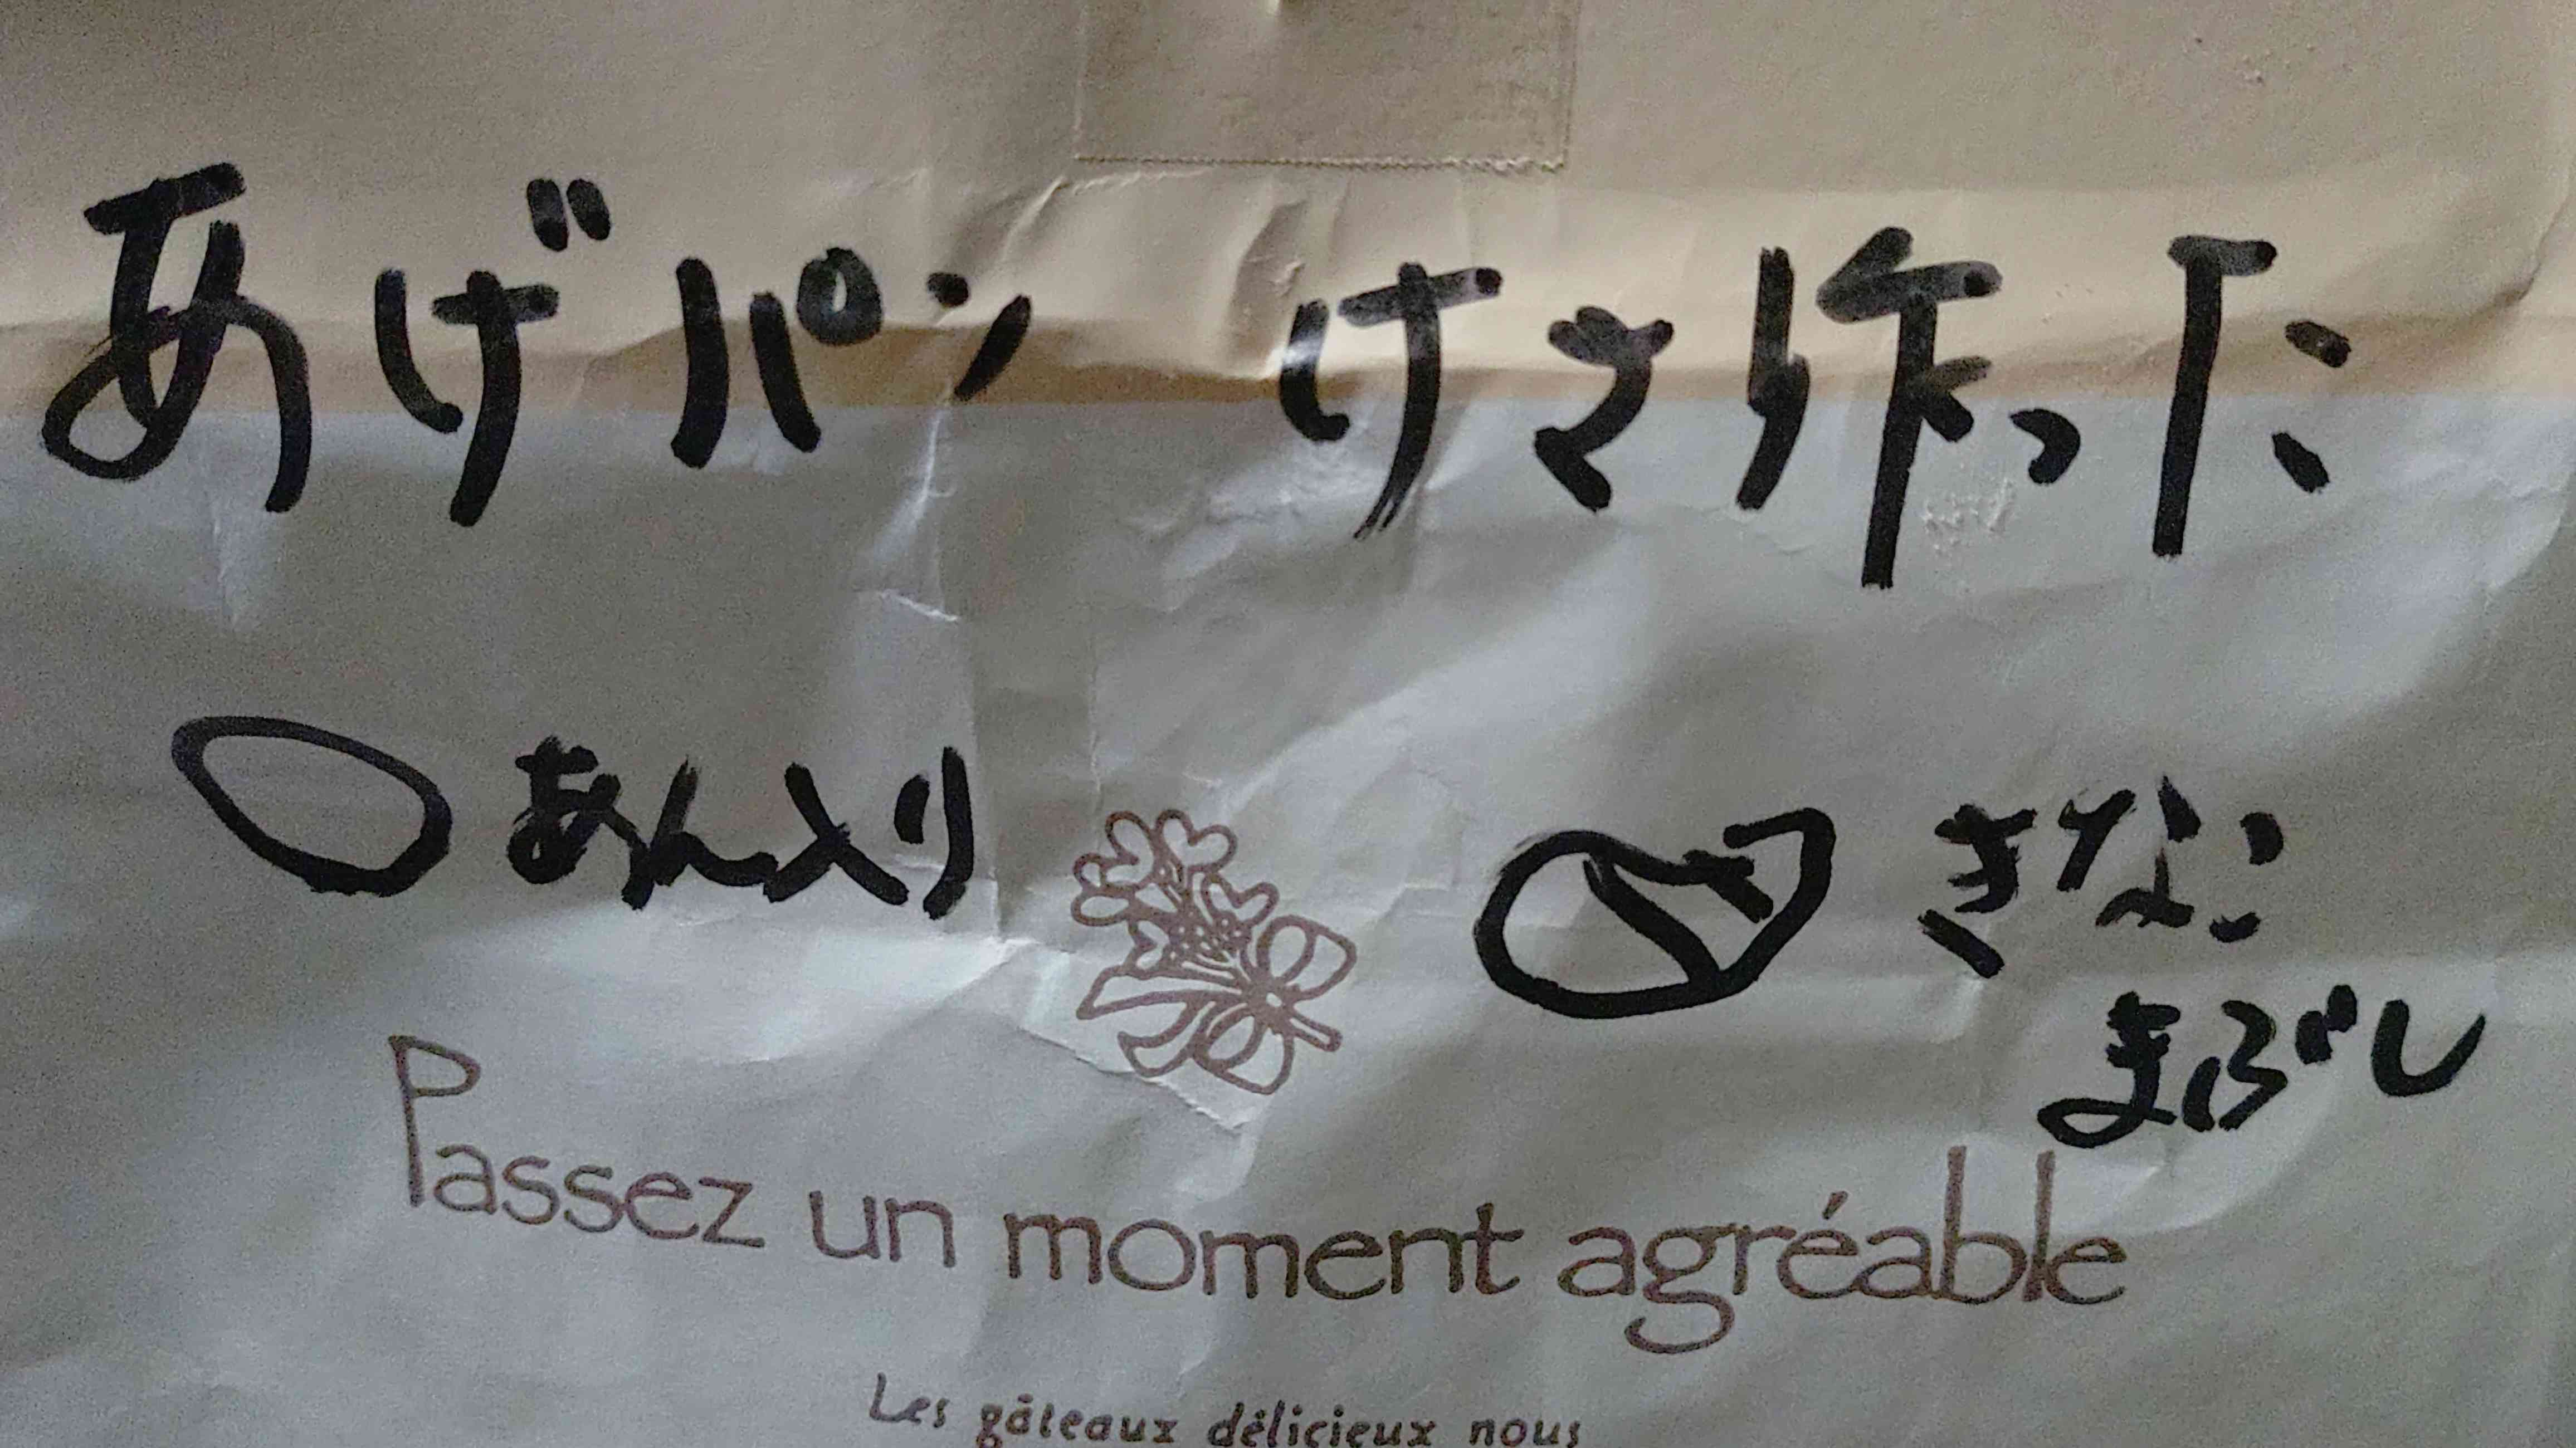 あげパン けさ作った
あん入り
きなこ
まぶし
Passez un moment agréable
Les gâteaux délicieux nous